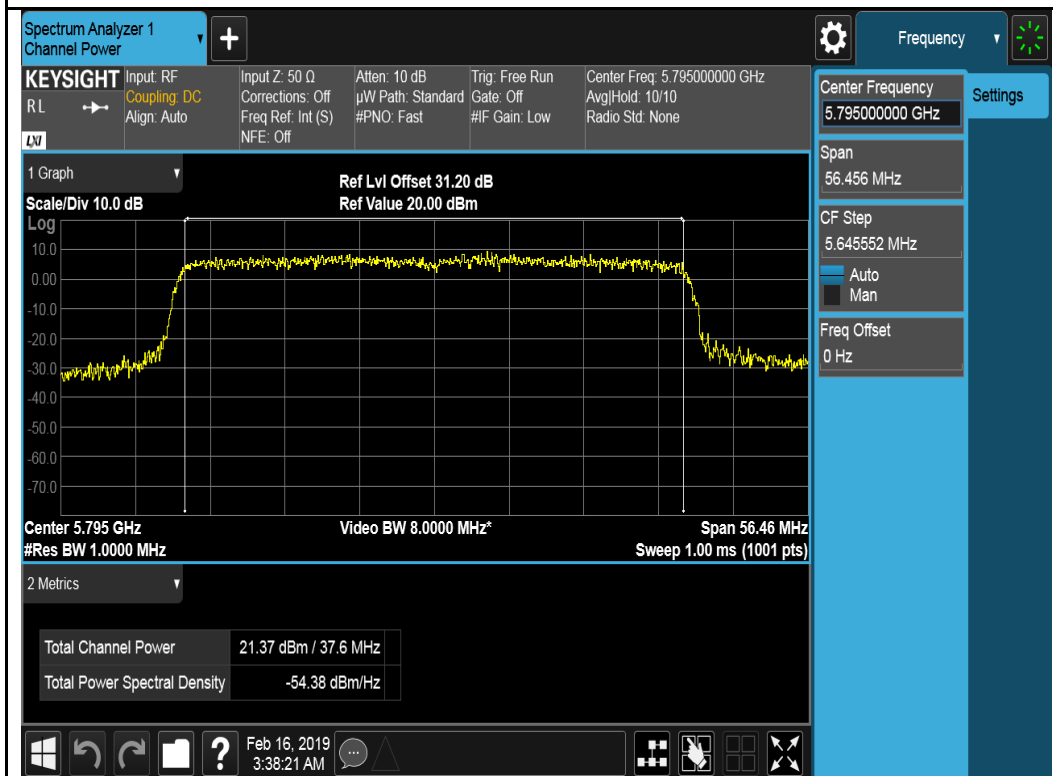 Spectrum Analyzer 1
Channel Power
+
Frequency
KEYSIGHT
RL
LXI
Input: RF
Coupling: DC
Align: Auto
Input Z: 50 Ω
Corrections: Off
Freq Ref: Int (S)
NFE: Off
Atten: 10 dB
µW Path: Standard
#PNO: Fast
Trig: Free Run
Gate: Off
#IF Gain: Low
Center Freq: 5.795000000 GHz
Avg|Hold: 10/10
Radio Std: None
Center Frequency
5.795000000 GHz
Settings
Span
56.456 MHz
CF Step
5.645552 MHz
Auto
Man
Freq Offset
0 Hz
1 Graph
Scale/Div 10.0 dB
Ref Lvl Offset 31.20 dB
Ref Value 20.00 dBm
Log
10.0
0.00
-10.0
-20.0
-30.0
-40.0
-50.0
-60.0
-70.0
Center 5.795 GHz
#Res BW 1.0000 MHz
Video BW 8.0000 MHz*
Span 56.46 MHz
Sweep 1.00 ms (1001 pts)
2 Metrics
Total Channel Power 21.37 dBm / 37.6 MHz
Total Power Spectral Density -54.38 dBm/Hz
?
Feb 16, 2019
3:38:21 AM